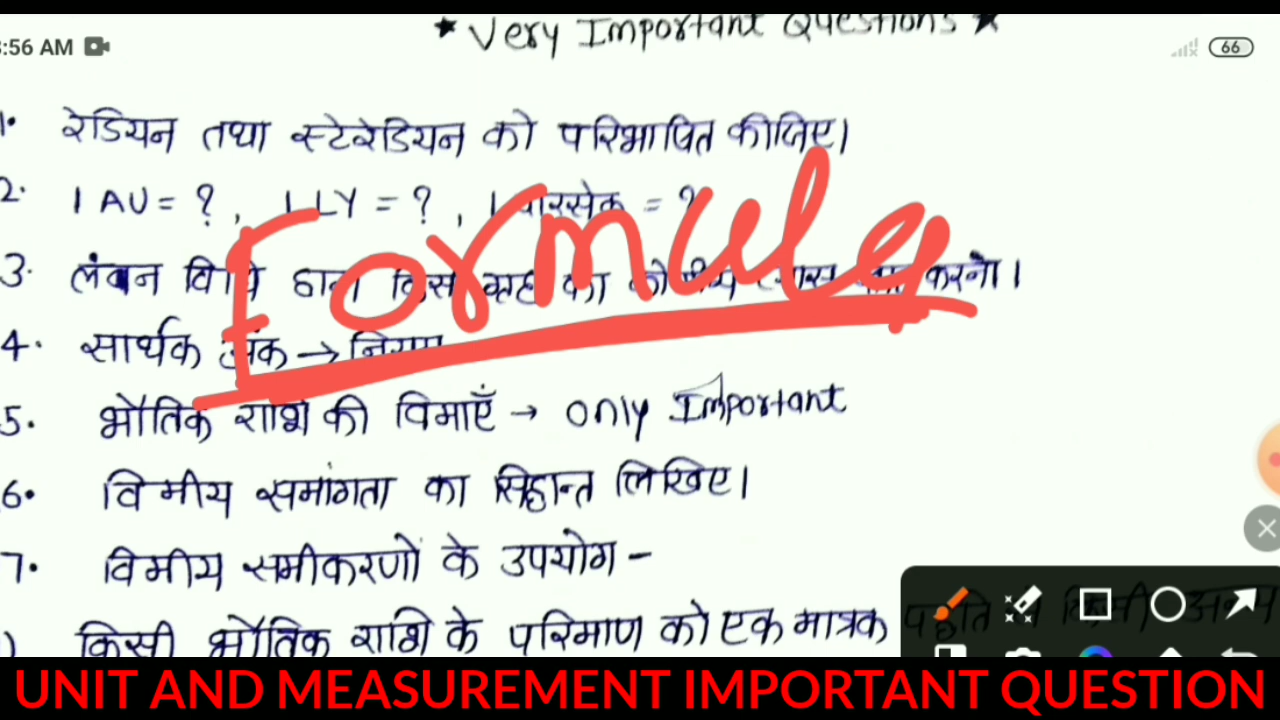 :56 AM
66
★ Very Important Questions ★
1. रेडियन तथा स्टेरेडियन को परिभाषित कीजिए।
2. 1 AU = ?, 1 LY = ?, 1 पारसेक = ?
Formula
3. लंबन विधि द्वारा किसी ग्रह का कोणीय व्यास ज्ञात करना।
4. सार्थक अंक → नियम
5. भौतिक राशि की विमाएँ → only Important
6. विमीय समांगता का सिद्धान्त लिखिए।
7. विमीय समीकरणों के उपयोग -
) किसी भौतिक राशि के परिमाण को एक मात्रक
UNIT AND MEASUREMENT IMPORTANT QUESTION